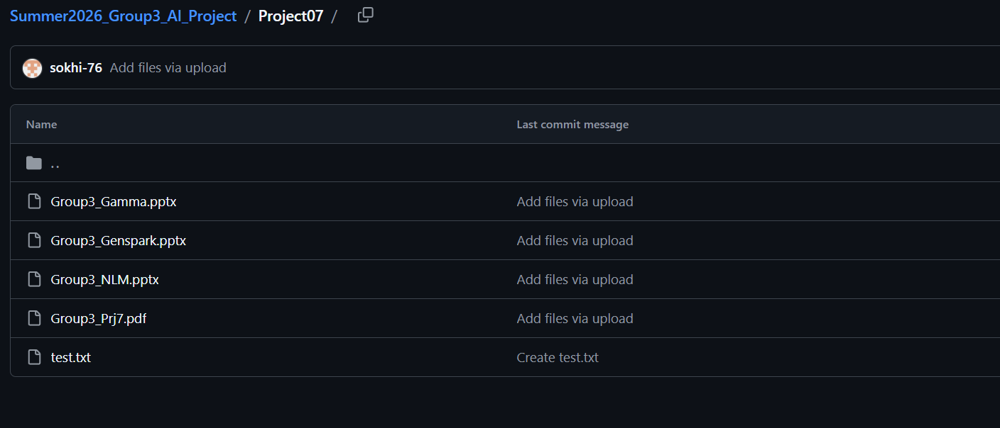 Summer2026_Group3_AI_Project / Project07 /
sokhi-76 Add files via upload
Name Last commit message
..
Group3_Gamma.pptx Add files via upload
Group3_Genspark.pptx Add files via upload
Group3_NLM.pptx Add files via upload
Group3_Prj7.pdf Add files via upload
test.txt Create test.txt